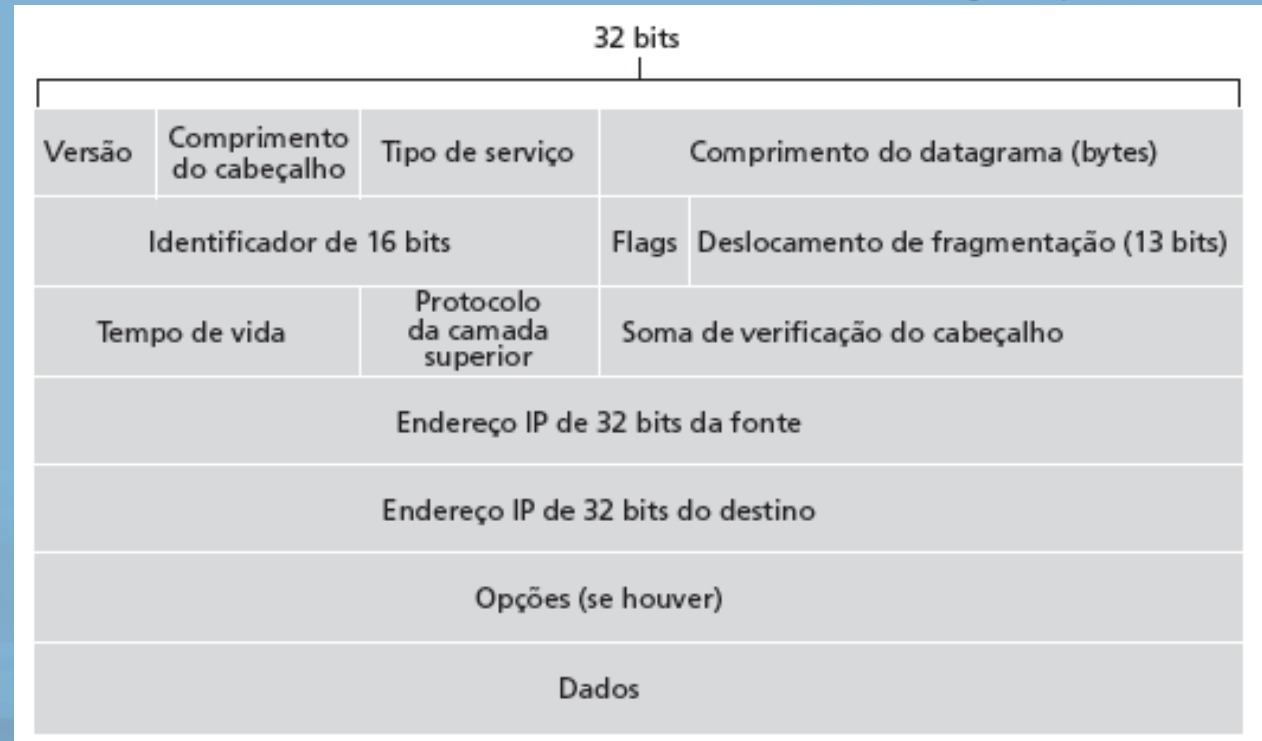 32 bits
Versão
Comprimento
do cabeçalho
Tipo de serviço
Comprimento do datagrama (bytes)
Identificador de 16 bits
Flags
Deslocamento de fragmentação (13 bits)
Tempo de vida
Protocolo
da camada
superior
Soma de verificação do cabeçalho
Endereço IP de 32 bits da fonte
Endereço IP de 32 bits do destino
Opções (se houver)
Dados